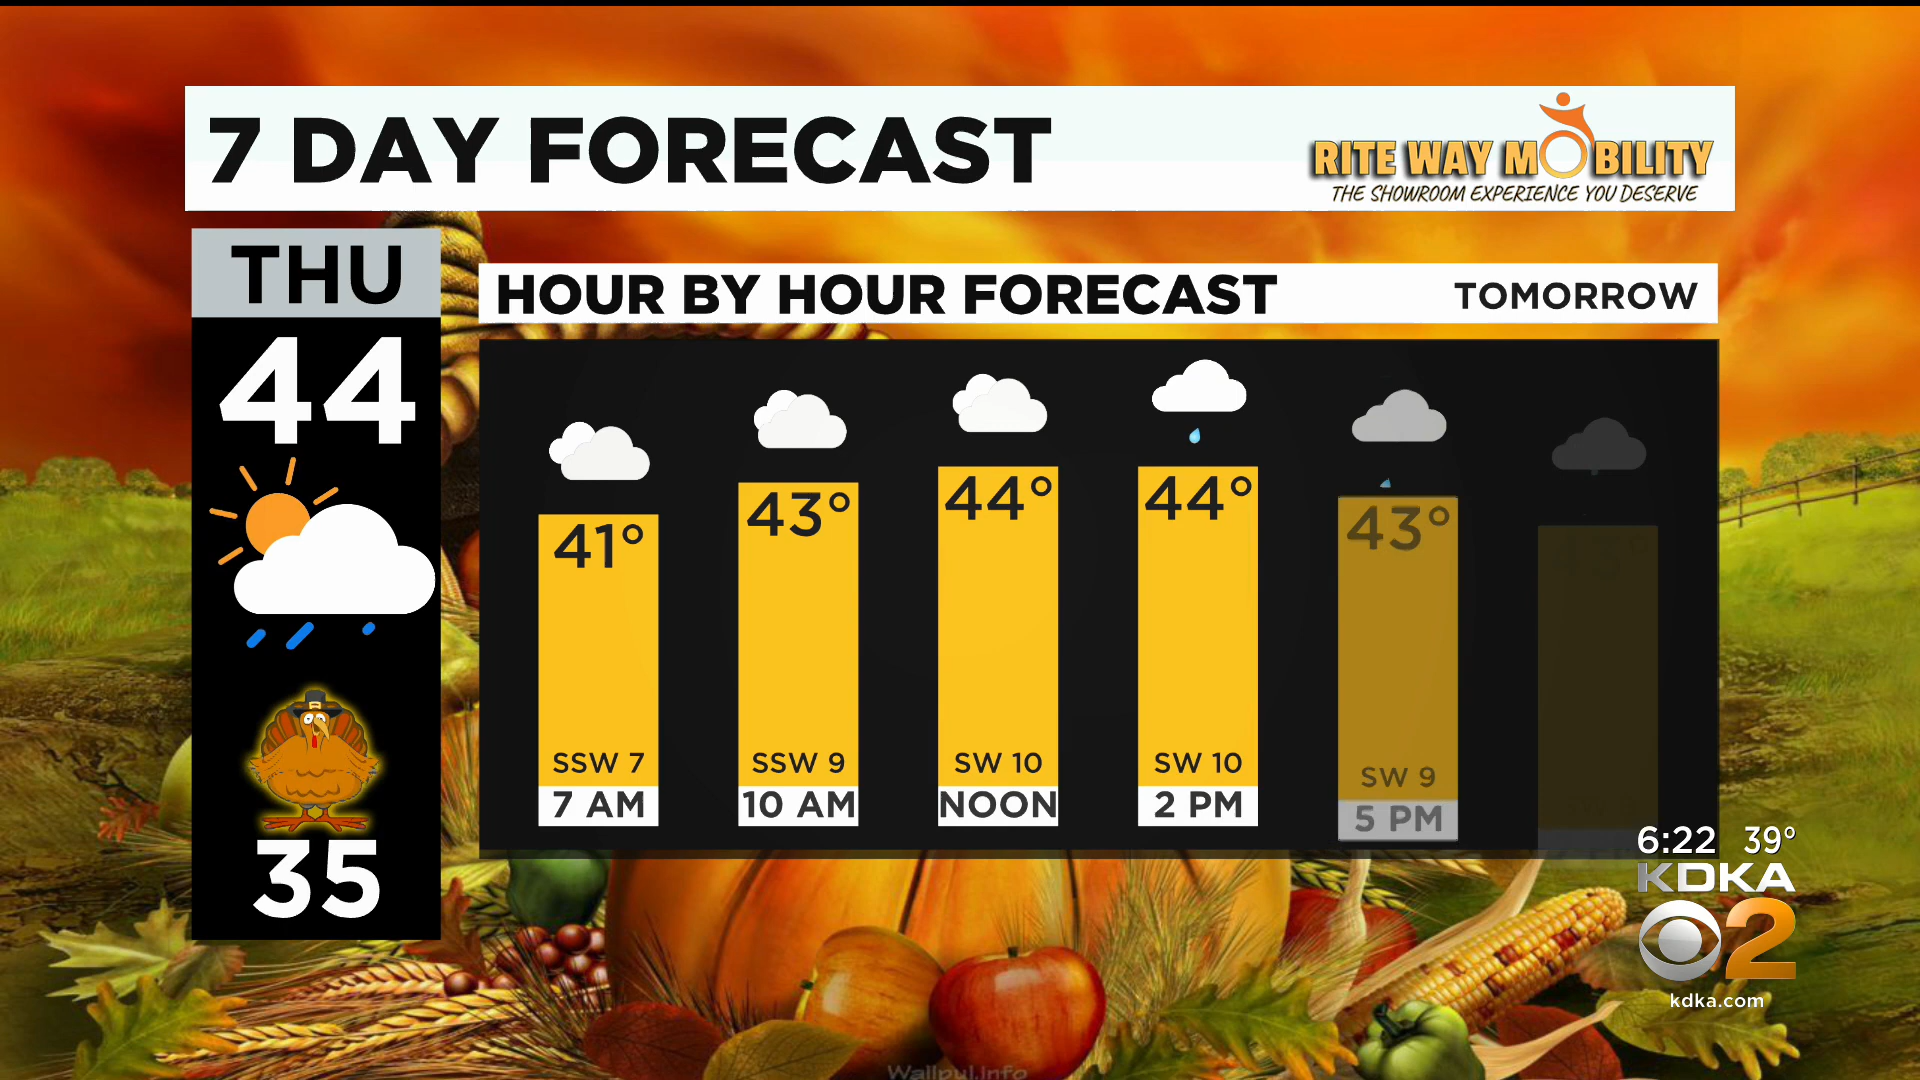 7 DAY FORECAST
RITE WAY MOBILITY
THE SHOWROOM EXPERIENCE YOU DESERVE
THU
44
35
HOUR BY HOUR FORECAST
TOMORROW
41°
43°
44°
44°
43°
SSW 7
SSW 9
SW 10
SW 10
SW 9
7 AM
10 AM
NOON
2 PM
5 PM
6:22 39°
KDKA
2
kdka.com
Wallpul.Info